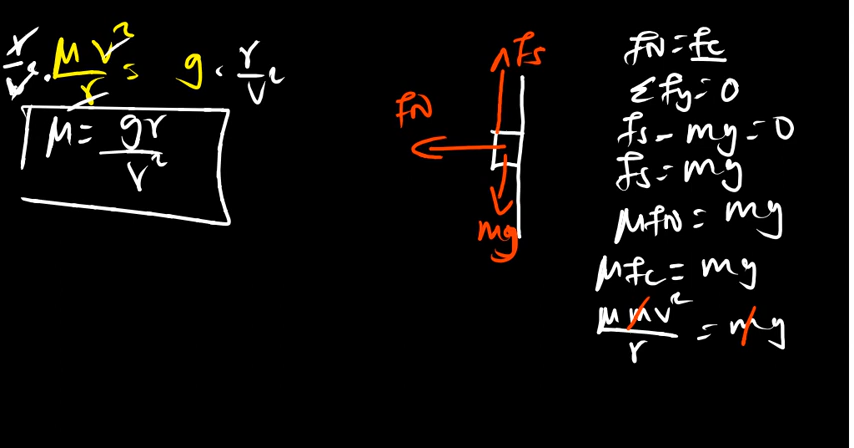 r/v² · μv²/r = g · r/v²
μ = gr/v²
fs
FN
mg
fN = fc
Σfy = 0
fs - mg = 0
fs = mg
μfN = mg
μfc = mg
μmv²/r = mg